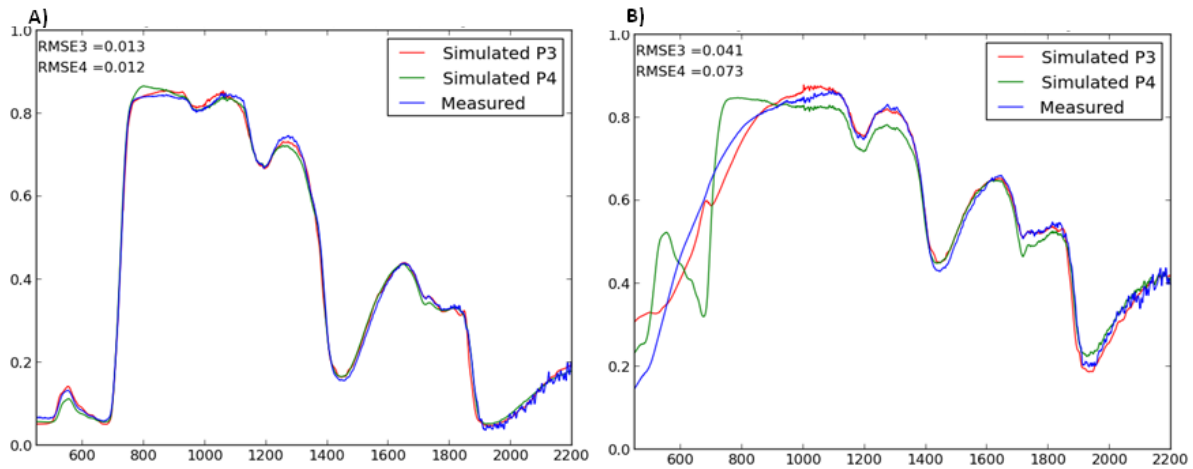 A)
RMSE3 =0.013
RMSE4 =0.012
Simulated P3
Simulated P4
Measured
1.0
0.8
0.6
0.4
0.2
0.0
600 800 1000 1200 1400 1600 1800 2000 2200
B)
RMSE3 =0.041
RMSE4 =0.073
Simulated P3
Simulated P4
Measured
1.0
0.8
0.6
0.4
0.2
0.0
600 800 1000 1200 1400 1600 1800 2000 2200